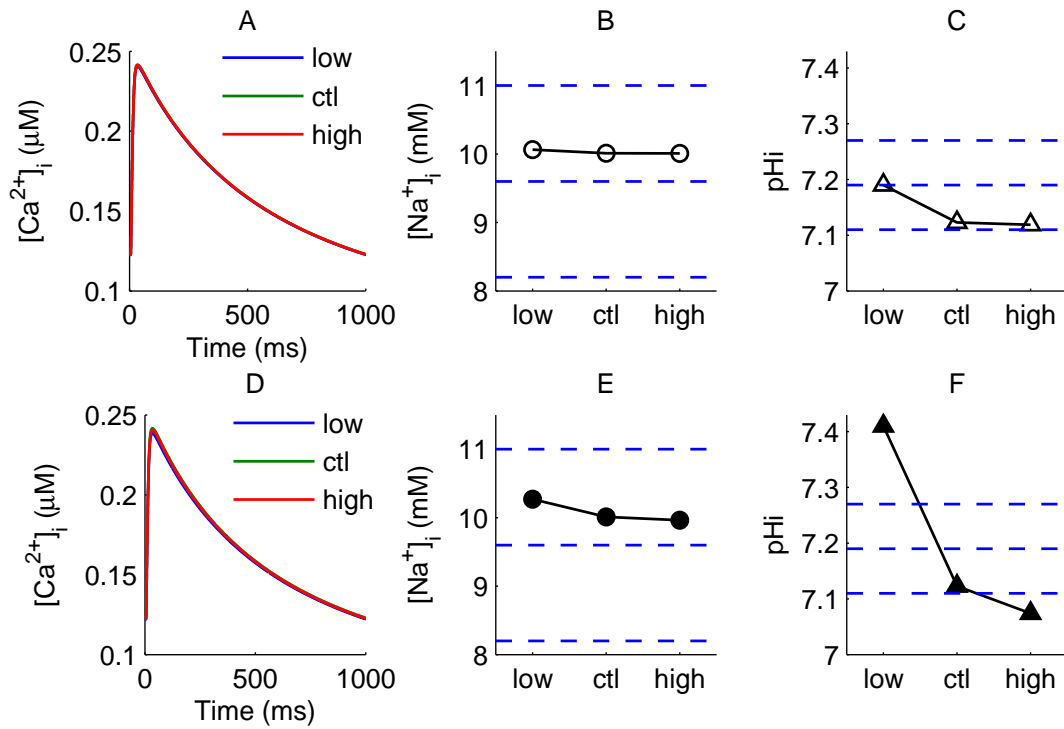 A
[Ca2+]i (μM)
0.25
0.2
0.15
0.1
low
ctl
high
0
500
1000
Time (ms)
B
[Na+]i (mM)
11
10
9
8
low
ctl
high
C
pHi
7.4
7.3
7.2
7.1
7
low
ctl
high
D
[Ca2+]i (μM)
0.25
0.2
0.15
0.1
low
ctl
high
0
500
1000
Time (ms)
E
[Na+]i (mM)
11
10
9
8
low
ctl
high
F
pHi
7.4
7.3
7.2
7.1
7
low
ctl
high